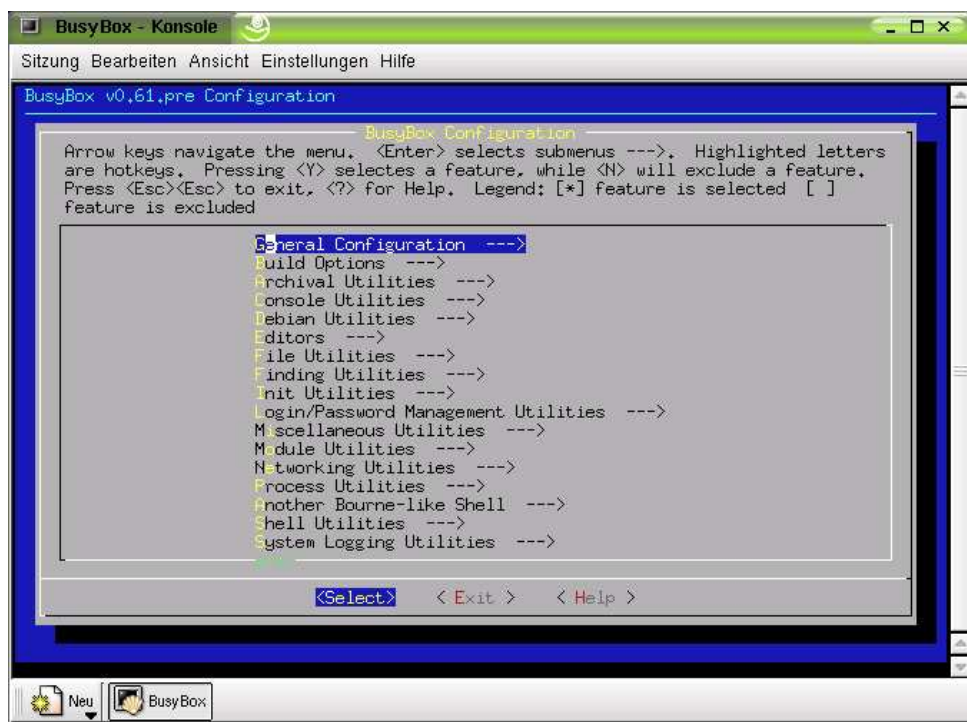 BusyBox - Konsole
Sitzung Bearbeiten Ansicht Einstellungen Hilfe
BusyBox v0.61.pre Configuration
BusyBox Configuration
Arrow keys navigate the menu. <Enter> selects submenus --->. Highlighted letters
are hotkeys. Pressing <Y> selectes a feature, while <N> will exclude a feature.
Press <Esc><Esc> to exit, <?> for Help. Legend: [*] feature is selected [ ]
feature is excluded
General Configuration --->
Build Options --->
Archival Utilities --->
Console Utilities --->
Debian Utilities --->
Editors --->
File Utilities --->
Finding Utilities --->
Init Utilities --->
Login/Password Management Utilities --->
Miscellaneous Utilities --->
Module Utilities --->
Networking Utilities --->
Process Utilities --->
Another Bourne-like Shell --->
Shell Utilities --->
System Logging Utilities --->
<Select> < Exit > < Help >
Neu BusyBox